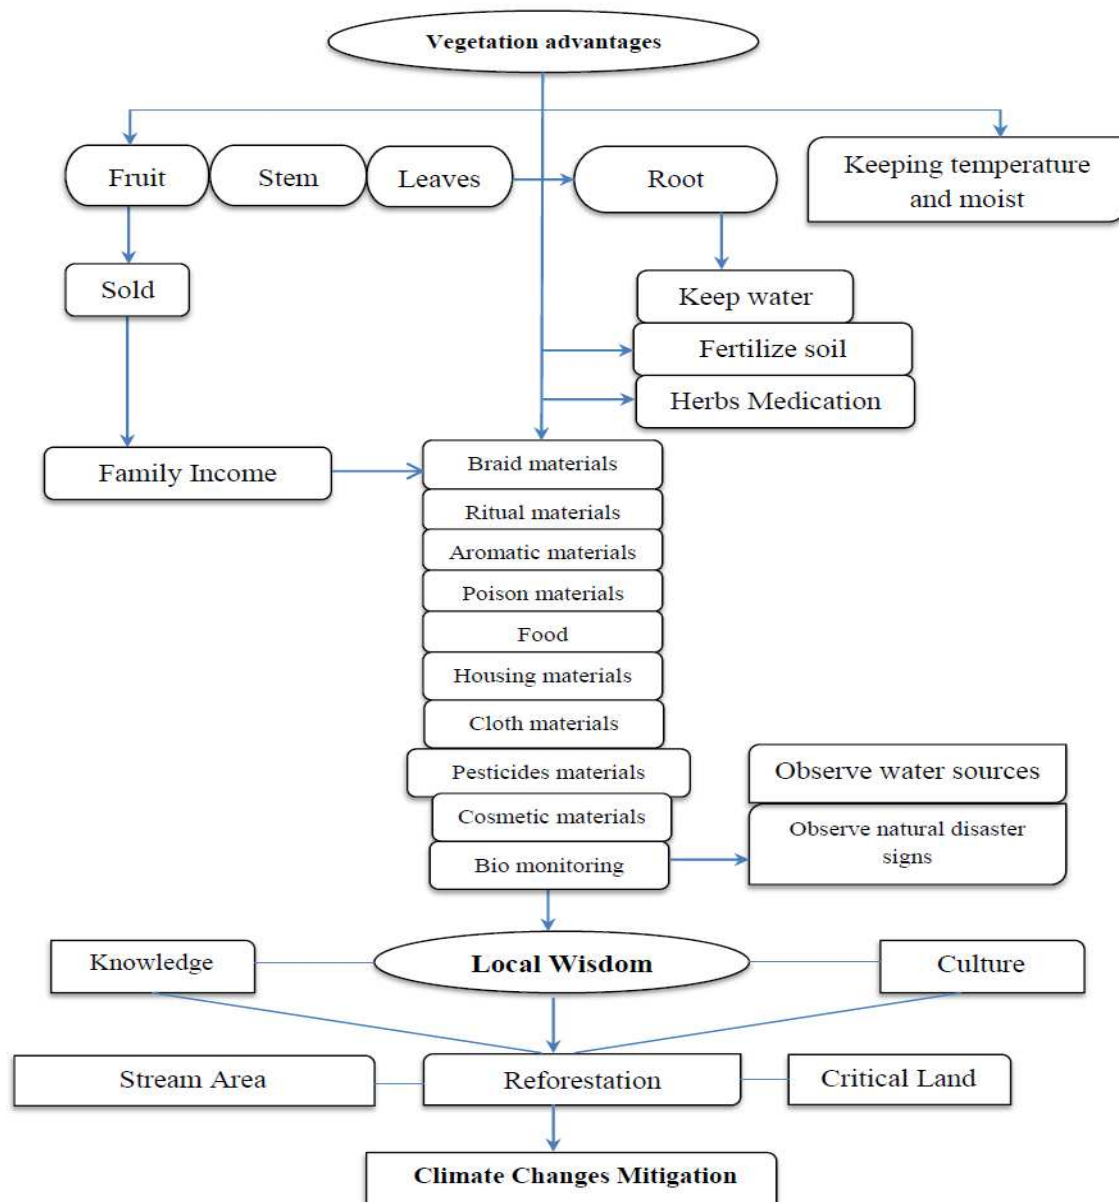 Vegetation advantages
Fruit
Stem
Leaves
Root
Keeping temperature
and moist
Sold
Keep water
Fertilize soil
Herbs Medication
Family Income
Braid materials
Ritual materials
Aromatic materials
Poison materials
Food
Housing materials
Cloth materials
Pesticides materials
Cosmetic materials
Bio monitoring
Observe water sources
Observe natural disaster
signs
Knowledge
Local Wisdom
Culture
Stream Area
Reforestation
Critical Land
Climate Changes Mitigation